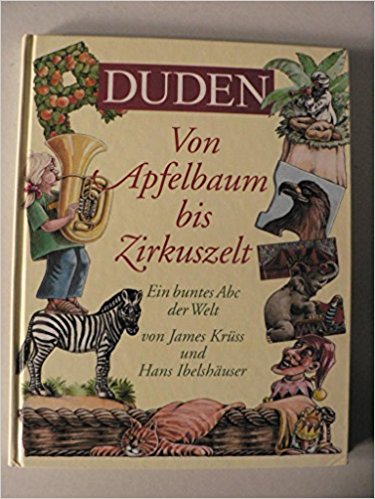 DUDEN
Von
Apfelbaum
bis
Zirkuszelt
Ein buntes Abc
der Welt
von James Krüss
und
Hans Ibelshäuser